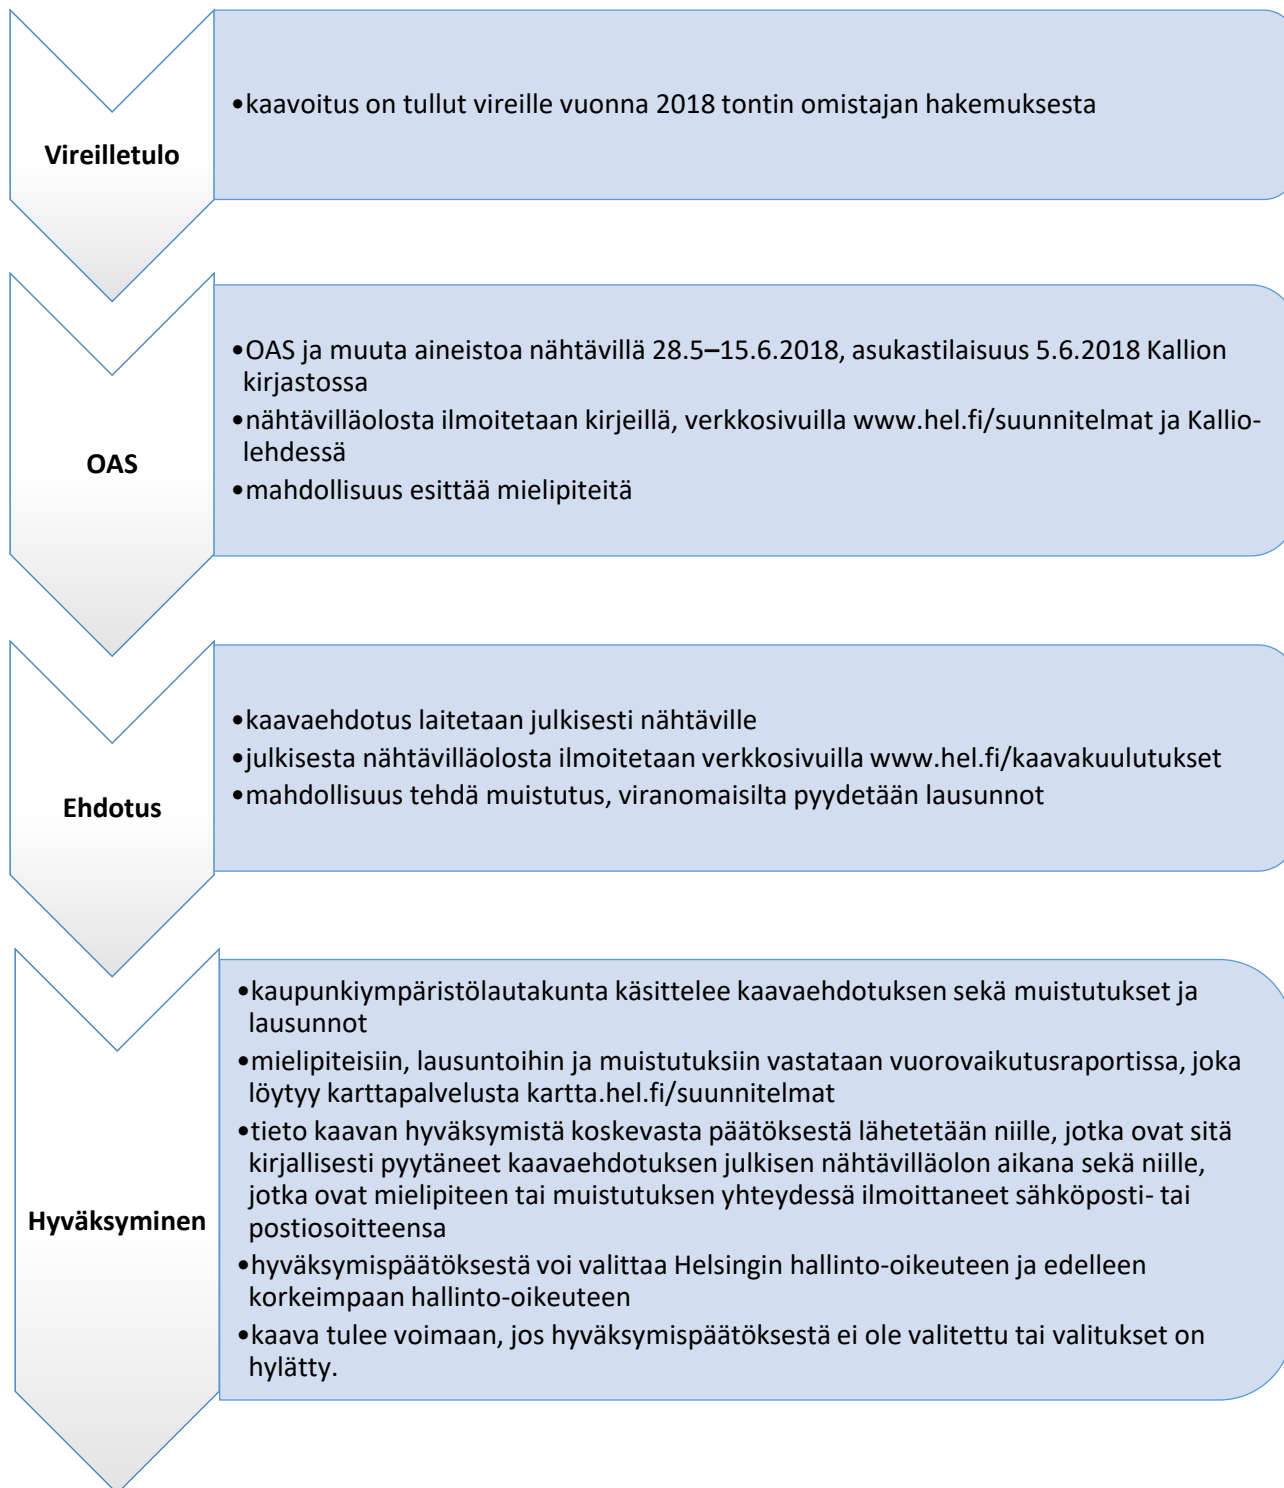 Vireilletulo
•kaavoitus on tullut vireille vuonna 2018 tontin omistajan hakemuksesta
OAS
•OAS ja muuta aineistoa nähtävillä 28.5–15.6.2018, asukastilaisuus 5.6.2018 Kallion
kirjastossa
•nähtävilläolosta ilmoitetaan kirjeillä, verkkosivuilla www.hel.fi/suunnitelmat ja Kallio-
lehdessä
•mahdollisuus esittää mielipiteitä
Ehdotus
•kaavaehdotus laitetaan julkisesti nähtäville
•julkisesta nähtävilläolosta ilmoitetaan verkkosivuilla www.hel.fi/kaavakuulutukset
•mahdollisuus tehdä muistutus, viranomaisilta pyydetään lausunnot
Hyväksyminen
•kaupunkiympäristölautakunta käsittelee kaavaehdotuksen sekä muistutukset ja
lausunnot
•mielipiteisiin, lausuntoihin ja muistutuksiin vastataan vuorovaikutusraportissa, joka
löytyy karttapalvelusta kartta.hel.fi/suunnitelmat
•tieto kaavan hyväksymistä koskevasta päätöksestä lähetetään niille, jotka ovat sitä
kirjallisesti pyytäneet kaavaehdotuksen julkisen nähtävilläolon aikana sekä niille,
jotka ovat mielipiteen tai muistutuksen yhteydessä ilmoittaneet sähköposti- tai
postiosoitteensa
•hyväksymispäätöksestä voi valittaa Helsingin hallinto-oikeuteen ja edelleen
korkeimpaan hallinto-oikeuteen
•kaava tulee voimaan, jos hyväksymispäätöksestä ei ole valitettu tai valitukset on
hylätty.